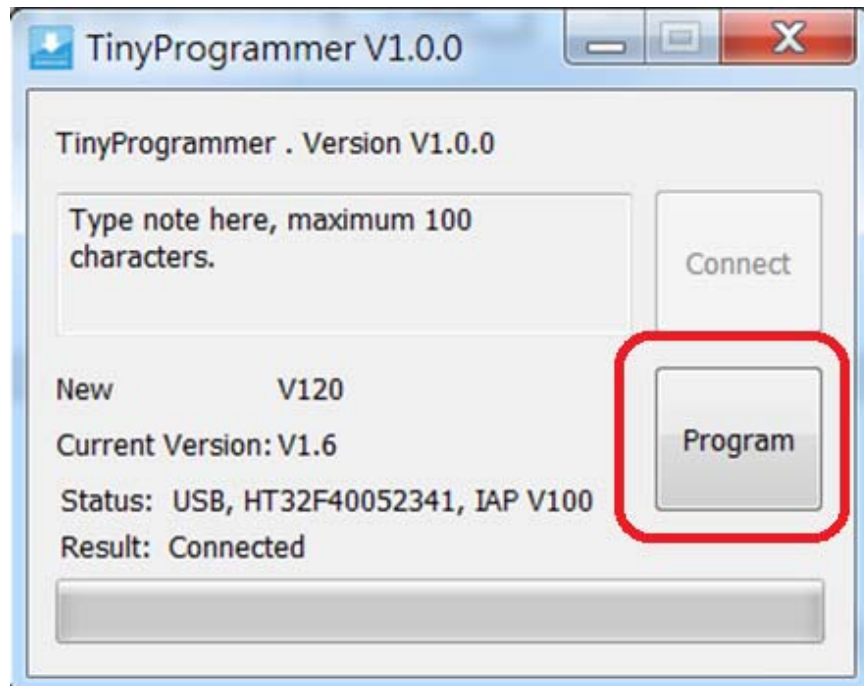 TinyProgrammer V1.0.0
TinyProgrammer . Version V1.0.0
Type note here, maximum 100
characters.
Connect
New V120
Current Version: V1.6
Program
Status: USB, HT32F40052341, IAP V100
Result: Connected